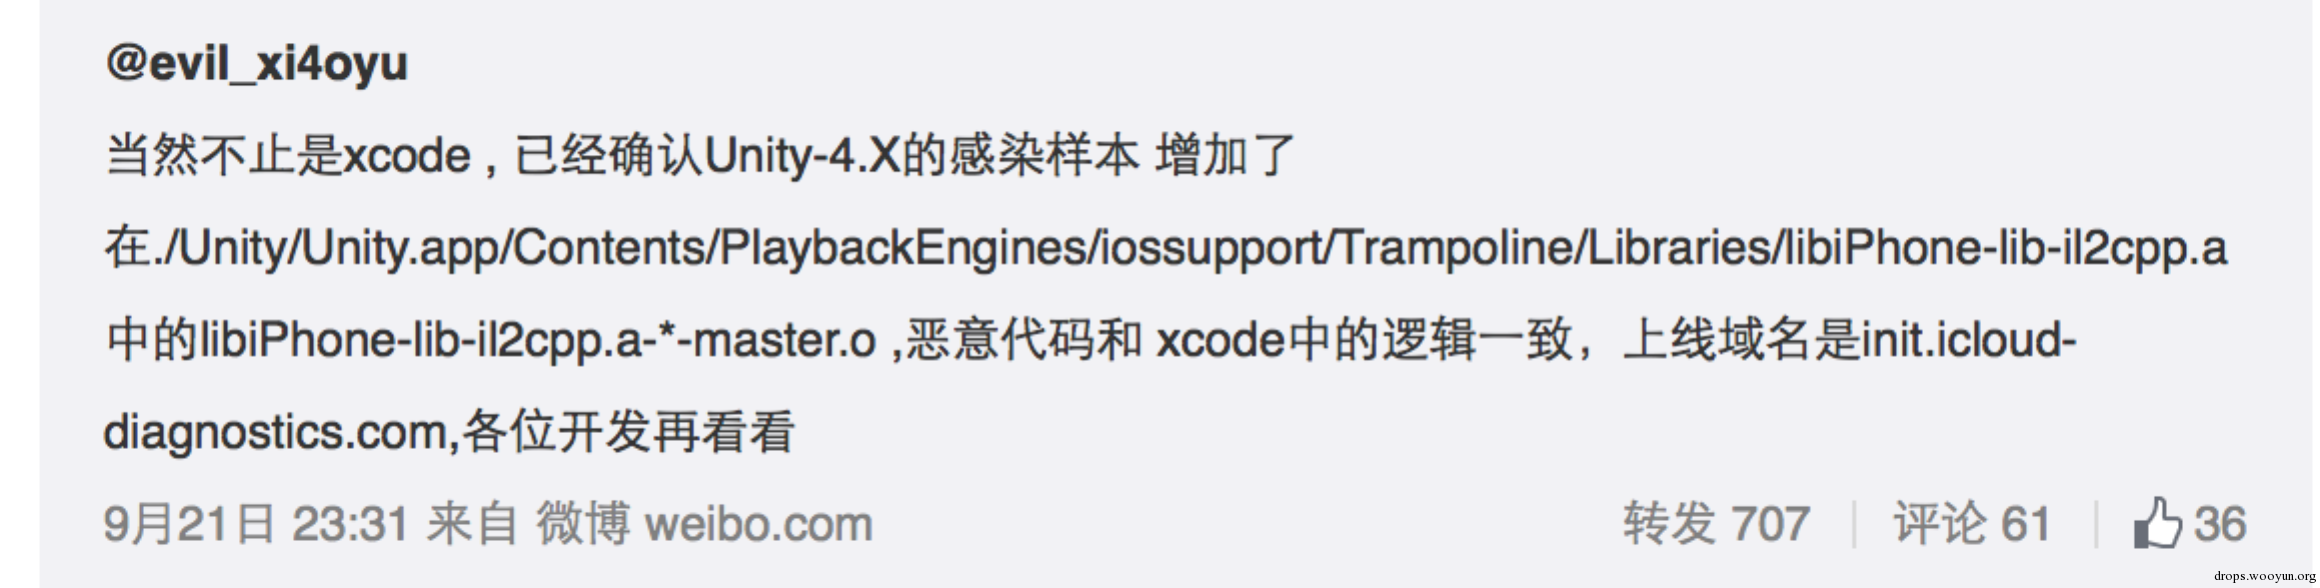 @evil_xi4oyu
当然不止是xcode , 已经确认Unity-4.X的感染样本 增加了
在./Unity/Unity.app/Contents/PlaybackEngines/iossupport/Trampoline/Libraries/libiPhone-lib-il2cpp.a
中的libiPhone-lib-il2cpp.a-*-master.o ,恶意代码和 xcode中的逻辑一致，上线域名是init.icloud-
diagnostics.com,各位开发再看看
9月21日 23:31 来自 微博 weibo.com 转发 707 评论 61 36
drops.wooyun.org